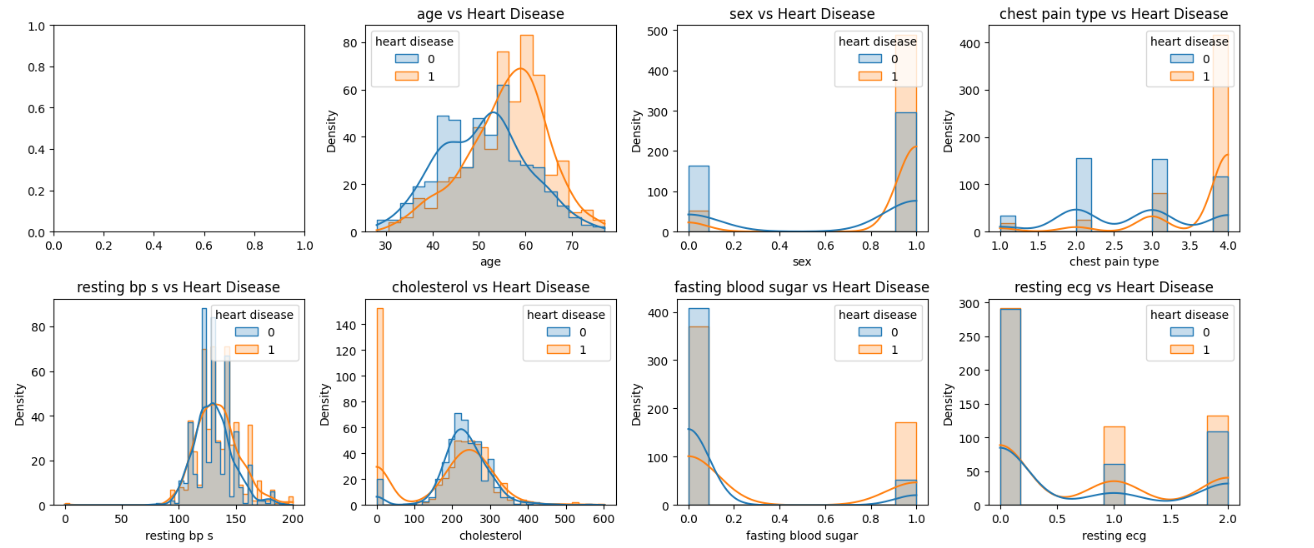 1.0
0.8
0.6
0.4
0.2
0.0
0.0 0.2 0.4 0.6 0.8 1.0
age vs Heart Disease
heart disease
0
1
Density
80
60
40
20
0
30 40 50 60 70
age
sex vs Heart Disease
heart disease
0
1
Density
500
400
300
200
100
0
0.0 0.2 0.4 0.6 0.8 1.0
sex
chest pain type vs Heart Disease
heart disease
0
1
Density
400
300
200
100
0
1.0 1.5 2.0 2.5 3.0 3.5 4.0
chest pain type
resting bp s vs Heart Disease
heart disease
0
1
Density
80
60
40
20
0
0 50 100 150 200
resting bp s
cholesterol vs Heart Disease
heart disease
0
1
Density
140
120
100
80
60
40
20
0
0 100 200 300 400 500 600
cholesterol
fasting blood sugar vs Heart Disease
heart disease
0
1
Density
400
300
200
100
0
0.0 0.2 0.4 0.6 0.8 1.0
fasting blood sugar
resting ecg vs Heart Disease
heart disease
0
1
Density
300
250
200
150
100
50
0
0.0 0.5 1.0 1.5 2.0
resting ecg